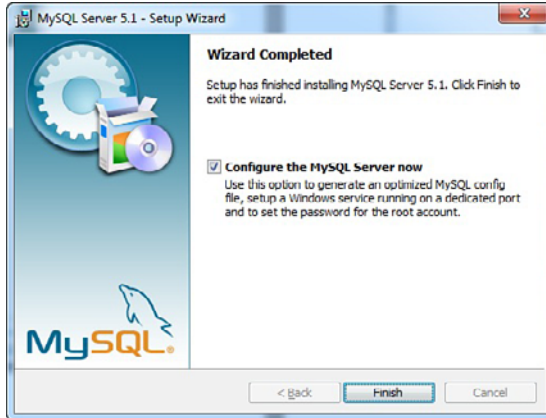 MySQL Server 5.1 - Setup Wizard
Wizard Completed
Setup has finished installing MySQL Server 5.1. Click Finish to
exit the wizard.
Configure the MySQL Server now
Use this option to generate an optimized MySQL config
file, setup a Windows service running on a dedicated port
and to set the password for the root account.
MySQL®
< Back
Finish
Cancel